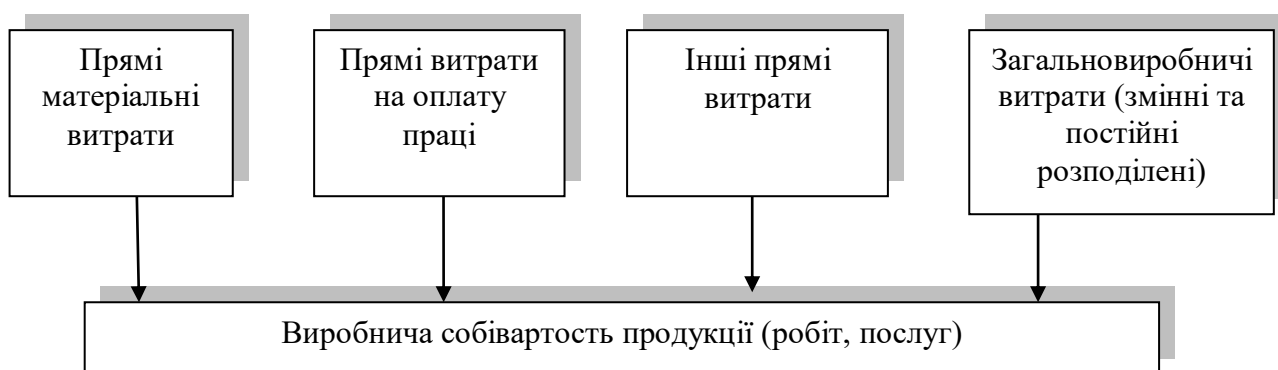 Прямі
матеріальні
витрати
Прямі витрати
на оплату
праці
Інші прямі
витрати
Загальновиробничі
витрати (змінні та
постійні
розподілені)
Виробнича собівартость продукції (робіт, послуг)